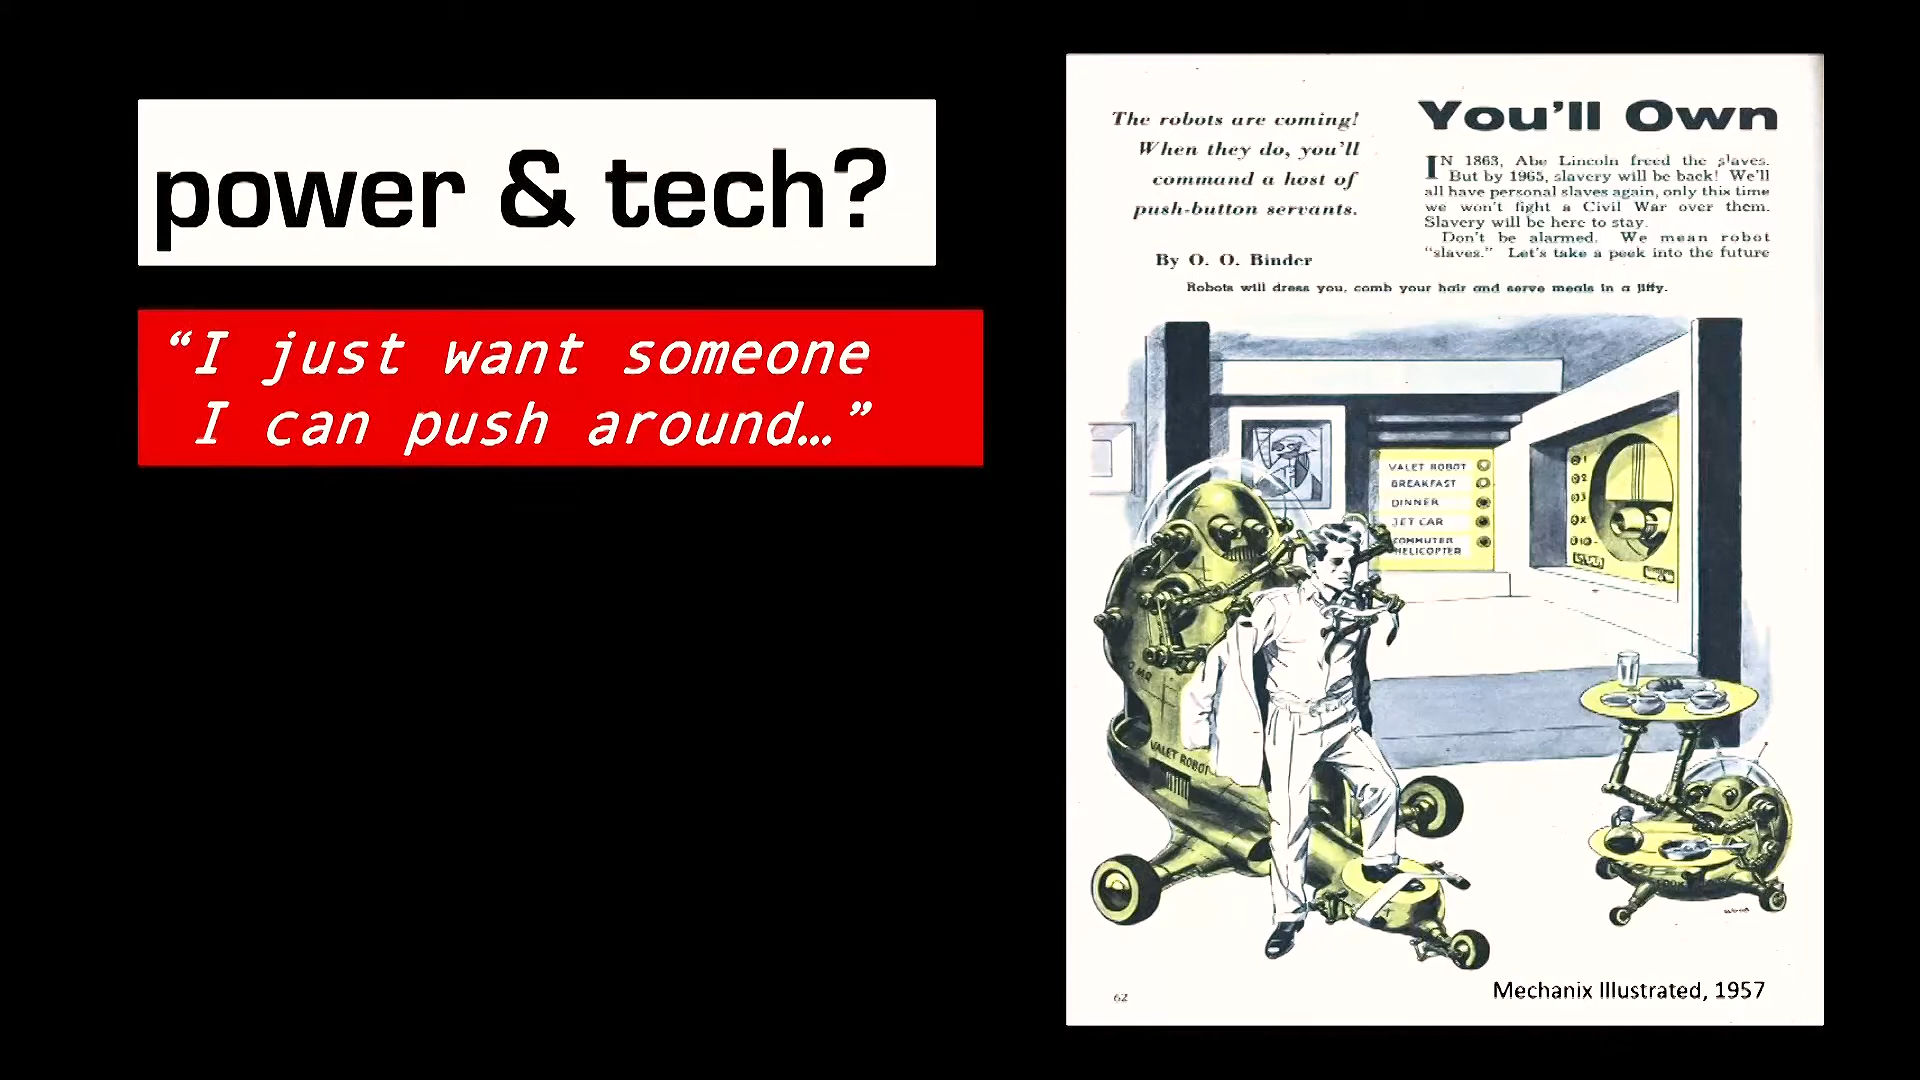 power & tech?
“I just want someone
I can push around…”
The robots are coming!
When they do, you'll
command a host of
push-button servants.
By O. O. Binder
You'll Own
IN 1863, Abe Lincoln freed the slaves.
But by 1965, slavery will be back! We'll
all have personal slaves again, only this time
we won't fight a Civil War over them.
Slavery will be here to stay.
Don't be alarmed. We mean robot
“slaves.” Let's take a peek into the future
Robots will dress you, comb your hair and serve meals in a jiffy.
VALET ROBOT
BREAKFAST
DINNER
JET CAR
COMMUTER
HELICOPTER
VALET ROBOT
62
Mechanix Illustrated, 1957